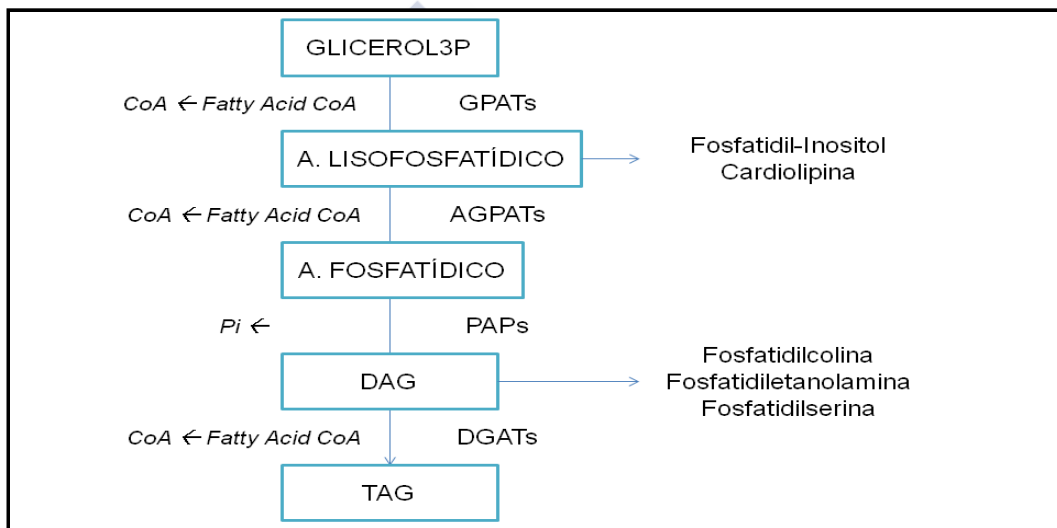 GLICEROL3P
CoA ← Fatty Acid CoA
GPATs
A. LISOFOSFATÍDICO
Fosfatidil-Inositol
Cardiolipina
CoA ← Fatty Acid CoA
AGPATs
A. FOSFATÍDICO
Pi ←
PAPs
DAG
Fosfatidilcolina
Fosfatidiletanolamina
Fosfatidilserina
CoA ← Fatty Acid CoA
DGATs
TAG